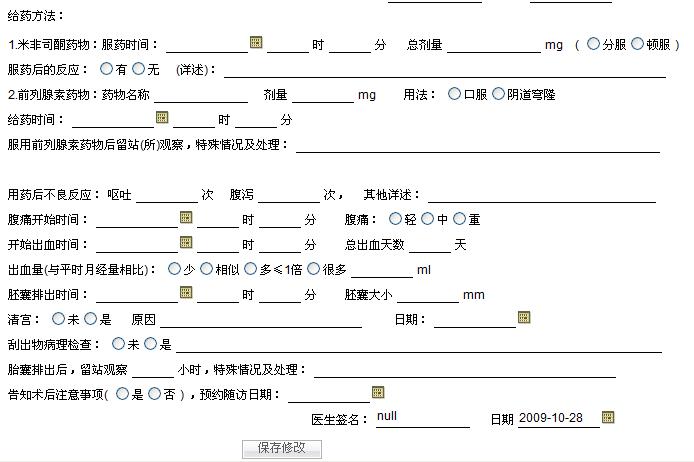 给药方法：
1.米非司酮药物：服药时间： 时 分 总剂量 mg ( 分服 顿服 )
服药后的反应： 有 无 (详述)：
2.前列腺素药物：药物名称 剂量 mg 用法： 口服 阴道穹隆
给药时间： 时 分
服用前列腺素药物后留站(所)观察，特殊情况及处理：
用药后不良反应： 呕吐 次 腹泻 次， 其他详述：
腹痛开始时间： 时 分 腹痛： 轻 中 重
开始出血时间： 时 分 总出血天数 天
出血量(与平时月经量相比)： 少 相似 多≤1倍 很多 ml
胚囊排出时间： 时 分 胚囊大小 mm
清宫： 未 是 原因 日期：
刮出物病理检查： 未 是
胎囊排出后，留站观察 小时，特殊情况及处理：
告知术后注意事项( 是 否 )，预约随访日期：
医生签名： null 日期 2009-10-28
保存修改